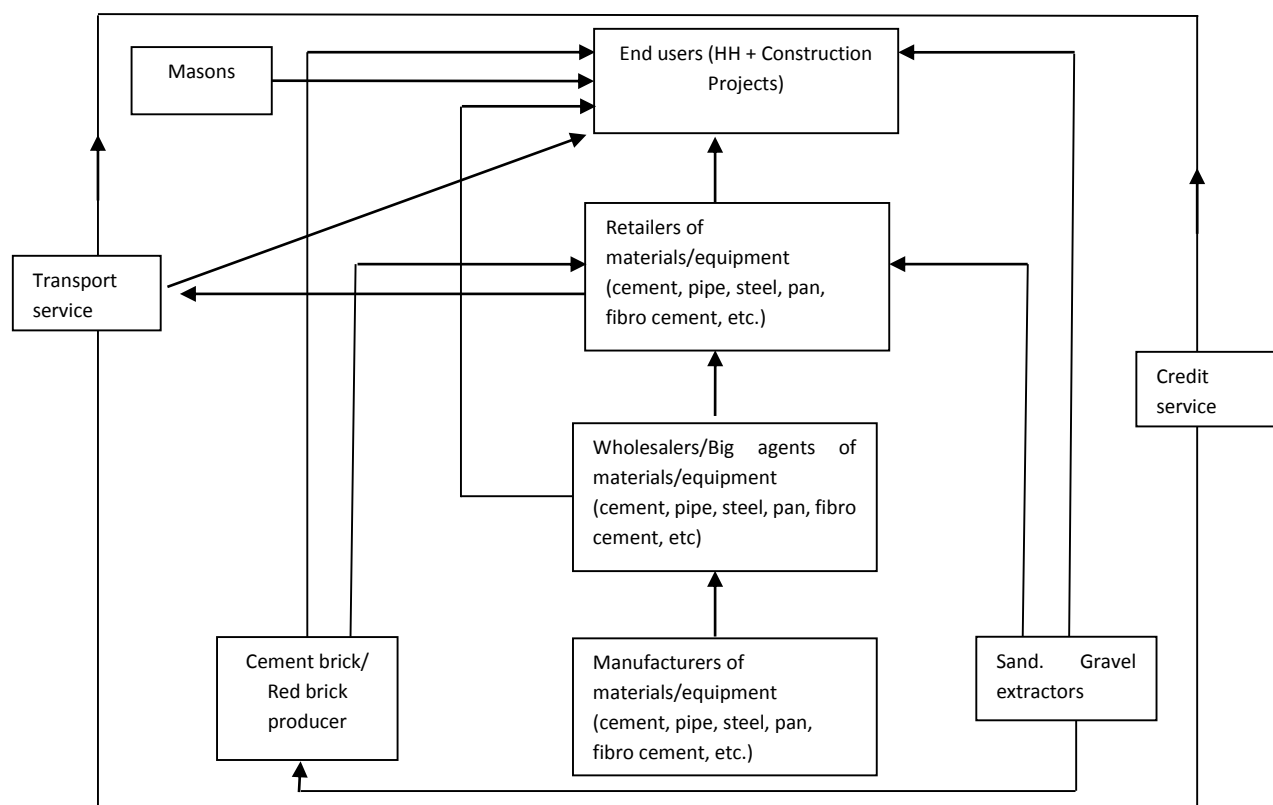 End users (HH + Construction
Projects)
Masons
Retailers of
materials/equipment
(cement, pipe, steel, pan,
fibro cement, etc.)
Transport
service
Credit
service
Wholesalers/Big agents of
materials/equipment
(cement, pipe, steel, pan, fibro
cement, etc)
Cement brick/
Red brick
producer
Manufacturers of
materials/equipment
(cement, pipe, steel, pan,
fibro cement, etc.)
Sand. Gravel
extractors